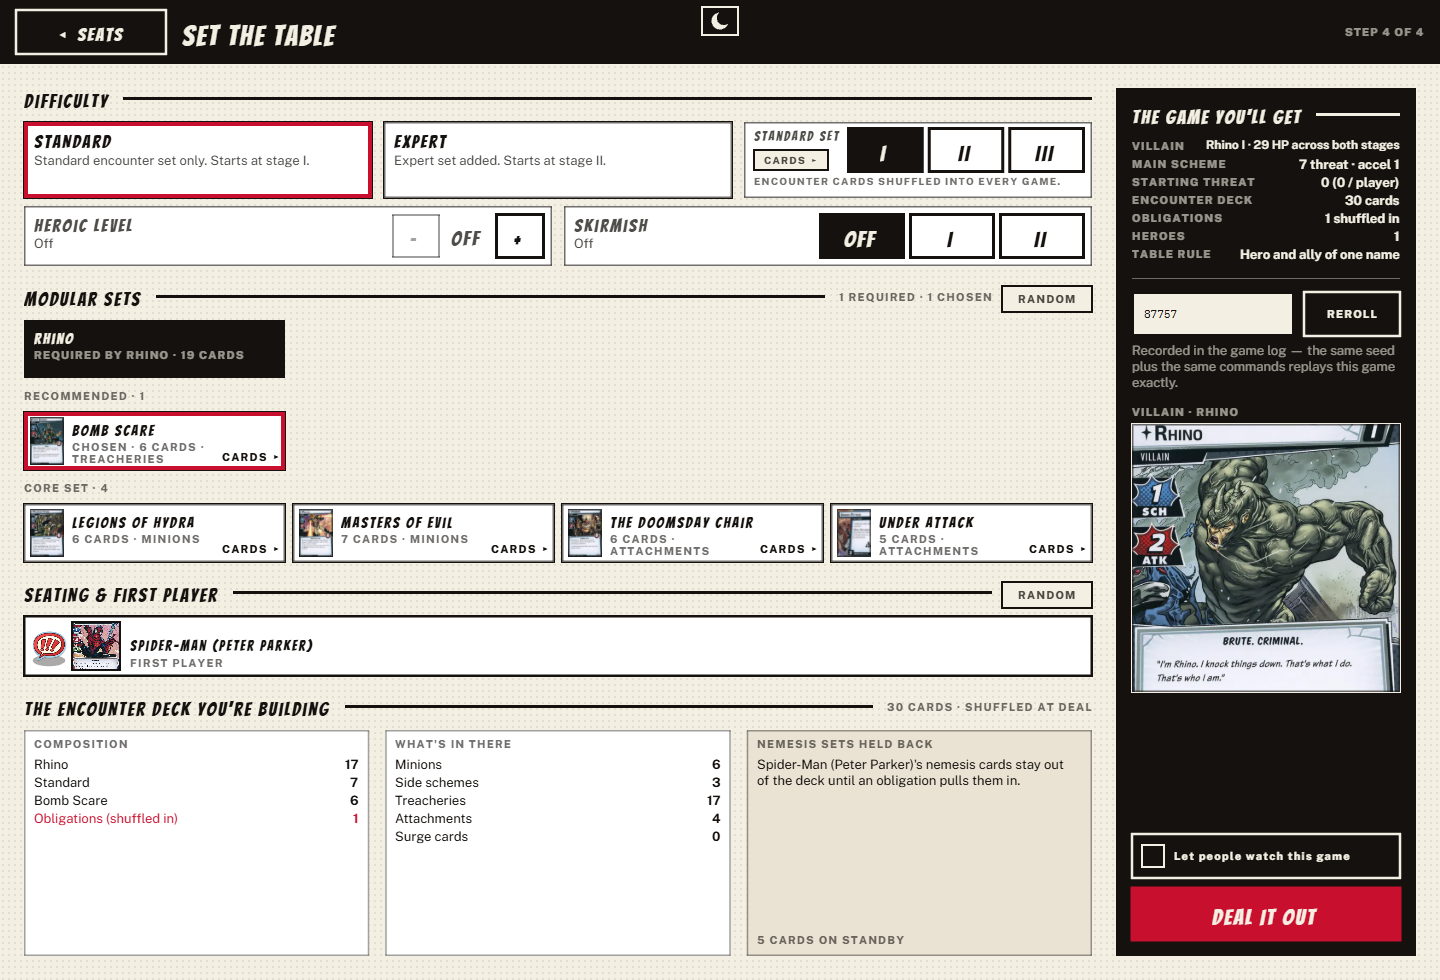 ◂ SEATS
SET THE TABLE
STEP 4 OF 4
DIFFICULTY
STANDARD
Standard encounter set only. Starts at stage I.
EXPERT
Expert set added. Starts at stage II.
STANDARD SET
CARDS ▸
I
II
III
ENCOUNTER CARDS SHUFFLED INTO EVERY GAME.
HEROIC LEVEL
Off
-
OFF
+
SKIRMISH
Off
OFF
I
II
MODULAR SETS
1 REQUIRED · 1 CHOSEN
RANDOM
RHINO
REQUIRED BY RHINO · 19 CARDS
RECOMMENDED · 1
BOMB SCARE
CHOSEN · 6 CARDS ·
TREACHERIES
CARDS ▸
CORE SET · 4
LEGIONS OF HYDRA
6 CARDS · MINIONS
CARDS ▸
MASTERS OF EVIL
7 CARDS · MINIONS
CARDS ▸
THE DOOMSDAY CHAIR
6 CARDS ·
ATTACHMENTS
CARDS ▸
UNDER ATTACK
5 CARDS ·
ATTACHMENTS
CARDS ▸
SEATING & FIRST PLAYER
RANDOM
SPIDER-MAN (PETER PARKER)
FIRST PLAYER
THE ENCOUNTER DECK YOU'RE BUILDING
30 CARDS · SHUFFLED AT DEAL
COMPOSITION
Rhino 17
Standard 7
Bomb Scare 6
Obligations (shuffled in) 1
WHAT'S IN THERE
Minions 6
Side schemes 3
Treacheries 17
Attachments 4
Surge cards 0
NEMESIS SETS HELD BACK
Spider-Man (Peter Parker)'s nemesis cards stay out
of the deck until an obligation pulls them in.
5 CARDS ON STANDBY
THE GAME YOU'LL GET
VILLAIN Rhino I · 29 HP across both stages
MAIN SCHEME 7 threat · accel 1
STARTING THREAT 0 (0 / player)
ENCOUNTER DECK 30 cards
OBLIGATIONS 1 shuffled in
HEROES 1
TABLE RULE Hero and ally of one name
87757
REROLL
Recorded in the game log — the same seed
plus the same commands replays this game
exactly.
VILLAIN · RHINO
RHINO
I
VILLAIN
1
SCH
2
ATK
BRUTE. CRIMINAL.
"I'm Rhino. I knock things down. That's what I do.
That's who I am."
Let people watch this game
DEAL IT OUT